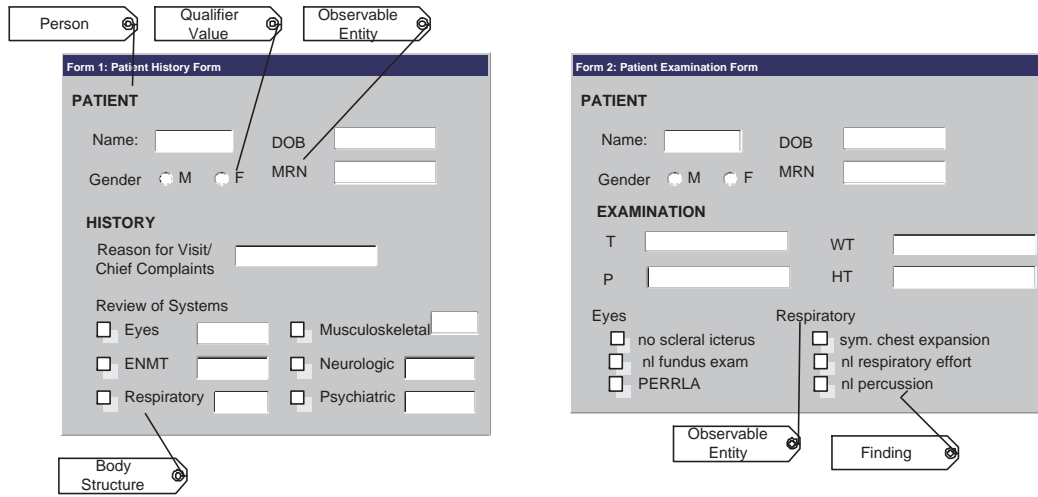 Person
Qualifier
Value
Observable
Entity
Form 1: Patient History Form
PATIENT
Name:
DOB
Gender M F MRN
HISTORY
Reason for Visit/
Chief Complaints
Review of Systems
Eyes Musculoskeletal
ENMT Neurologic
Respiratory Psychiatric
Body
Structure
Form 2: Patient Examination Form
PATIENT
Name:
DOB
Gender M F MRN
EXAMINATION
T WT
P HT
Eyes Respiratory
no scleral icterus sym. chest expansion
nl fundus exam nl respiratory effort
PERRLA nl percussion
Observable
Entity
Finding